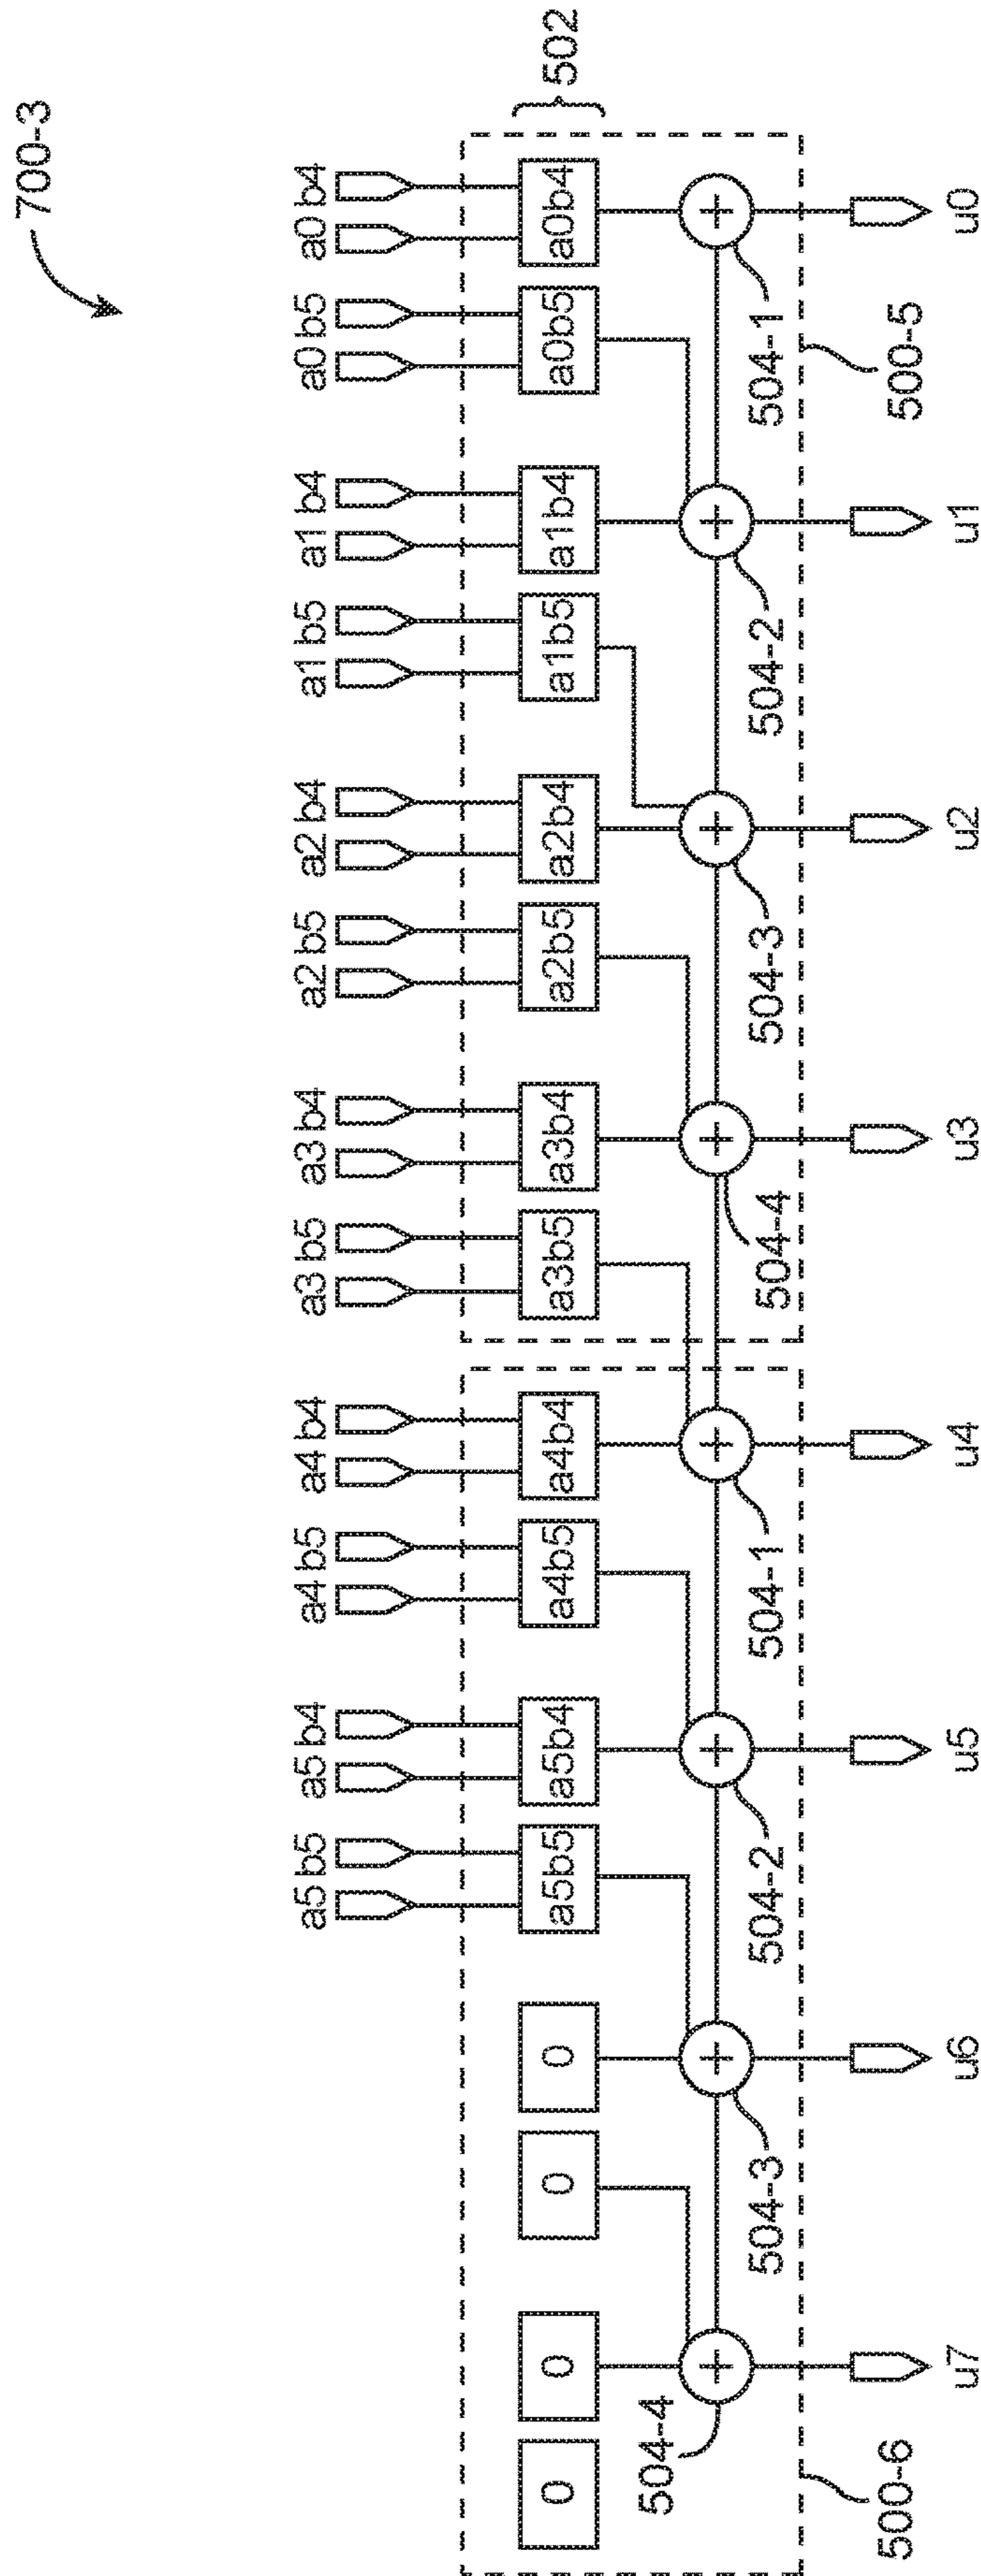 700-3
a5 b5 a5 b4 a4 b5 a4 b4 a3 b5 a3 b4 a2 b5 a2 b4 a1 b5 a1 b4 a0 b5 a0 b4
0 0 0 0 a5b5 a5b4 a4b5 a4b4 a3b5 a3b4 a2b5 a2b4 a1b5 a1b4 a0b5 a0b4 502
+ + + + + + + +
504-4 504-3 504-2 504-1 504-4 504-3 504-2 504-1
500-6 500-5
u7 u6 u5 u4 u3 u2 u1 u0